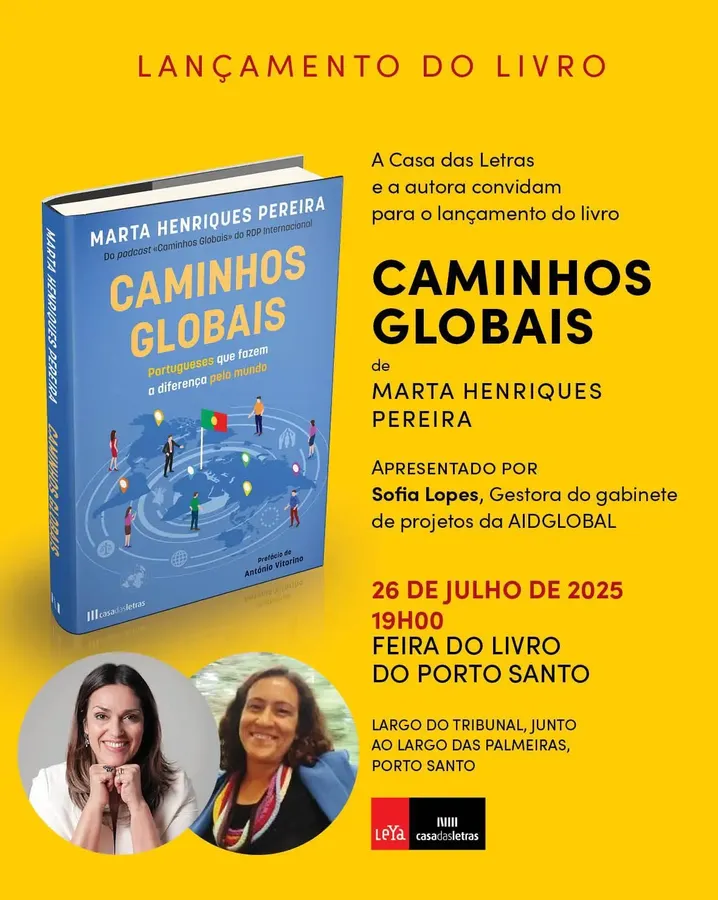 LANÇAMENTO DO LIVRO
A Casa das Letras
e a autora convidam
para o lançamento do livro
CAMINHOS
GLOBAIS
de
MARTA HENRIQUES
PEREIRA
APRESENTADO POR
Sofia Lopes, Gestora do gabinete
de projetos da AIDGLOBAL
26 DE JULHO DE 2025
19H00
FEIRA DO LIVRO
DO PORTO SANTO
LARGO DO TRIBUNAL, JUNTO
AO LARGO DAS PALMEIRAS,
PORTO SANTO
LeYa
casadasletras
MARTA HENRIQUES PEREIRA
Do podcast «Caminhos Globais» da RDP Internacional
CAMINHOS
GLOBAIS
Portugueses que fazem
a diferença pelo mundo
Prefácio de
António Vitorino
casadasletras
MARTA HENRIQUES PEREIRA CAMINHOS GLOBAIS